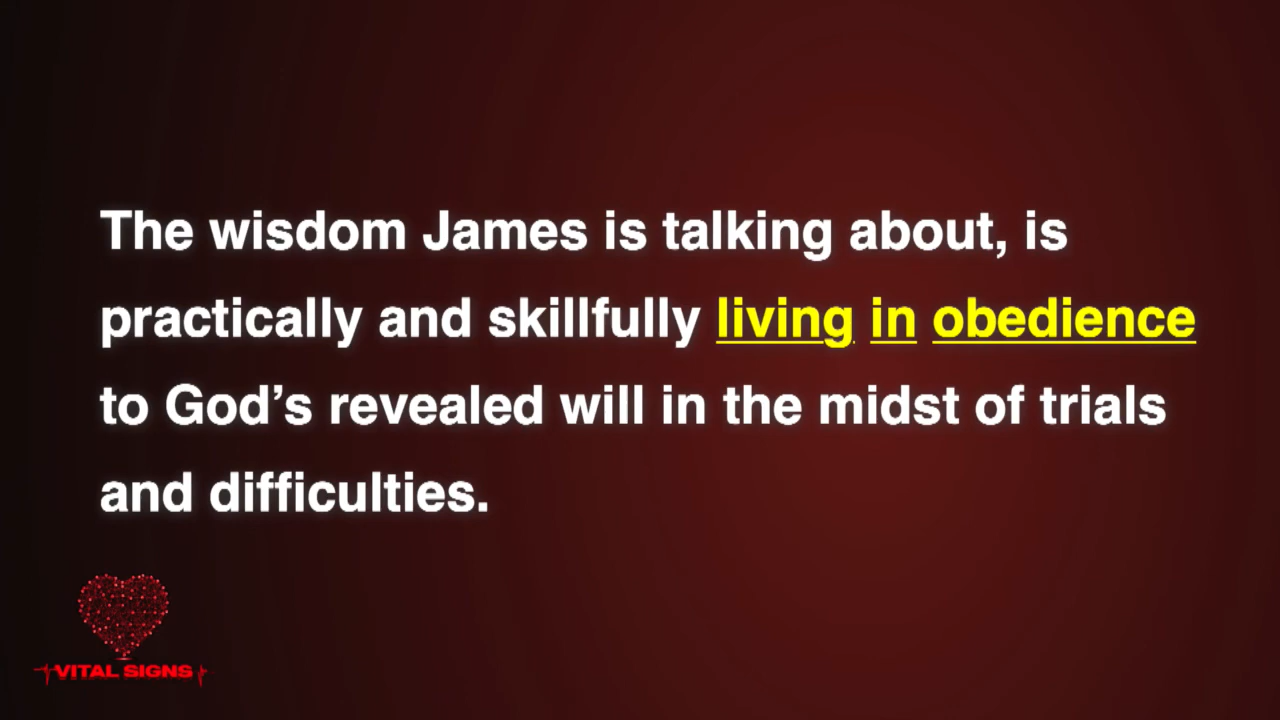 The wisdom James is talking about, is
practically and skillfully living in obedience
to God’s revealed will in the midst of trials
and difficulties.
VITAL SIGNS